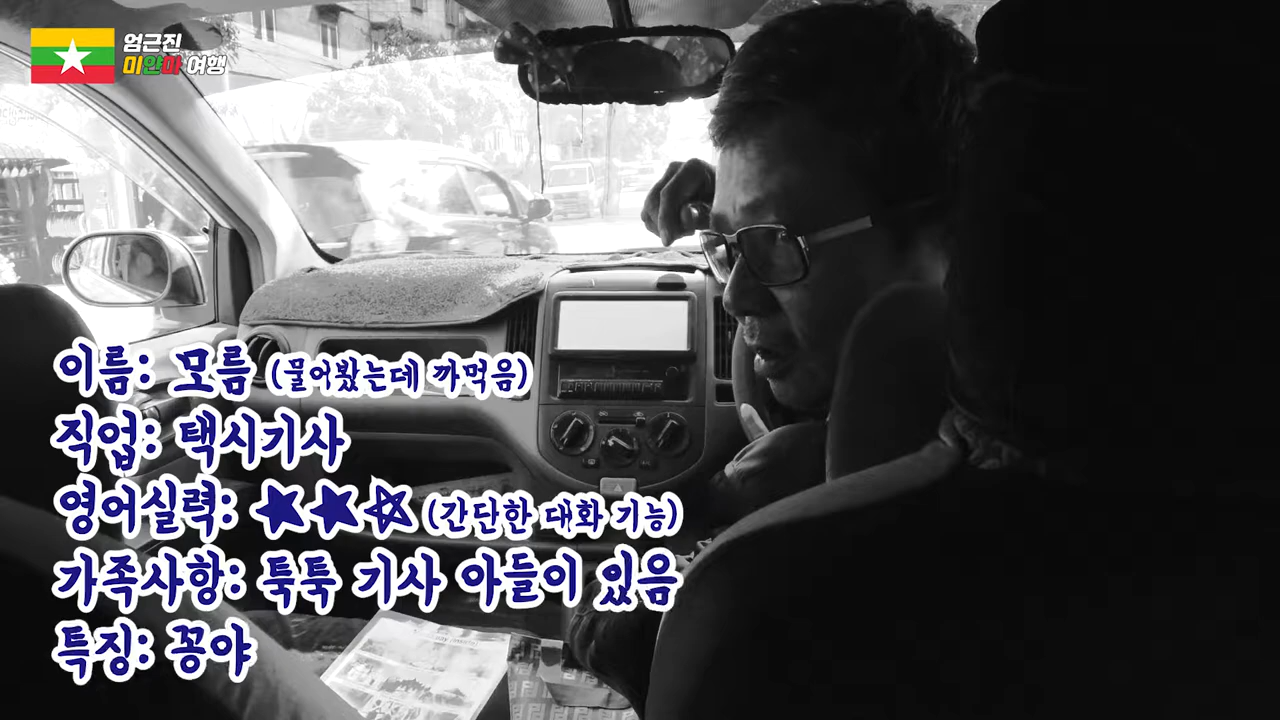 엄근진
미얀마 여행
이름: 모름 (물어봤는데 까먹음)
직업: 택시기사
영어실력: ★★☆ (간단한 대화 기능)
가족사항: 툭툭 기사 아들이 있음
특징: 꽁야